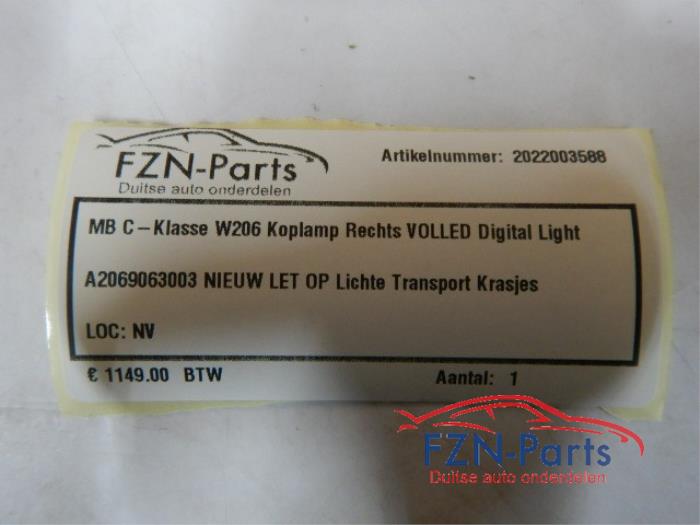 FZN-Parts
Duitse auto onderdelen
Artikelnummer: 2022003588
MB C-Klasse W206 Koplamp Rechts VOLLED Digital Light
A2069063003 NIEUW LET OP Lichte Transport Krasjes
LOC: NV
€ 1149.00 BTW
Aantal: 1
FZN-Parts
Duitse auto onderdelen